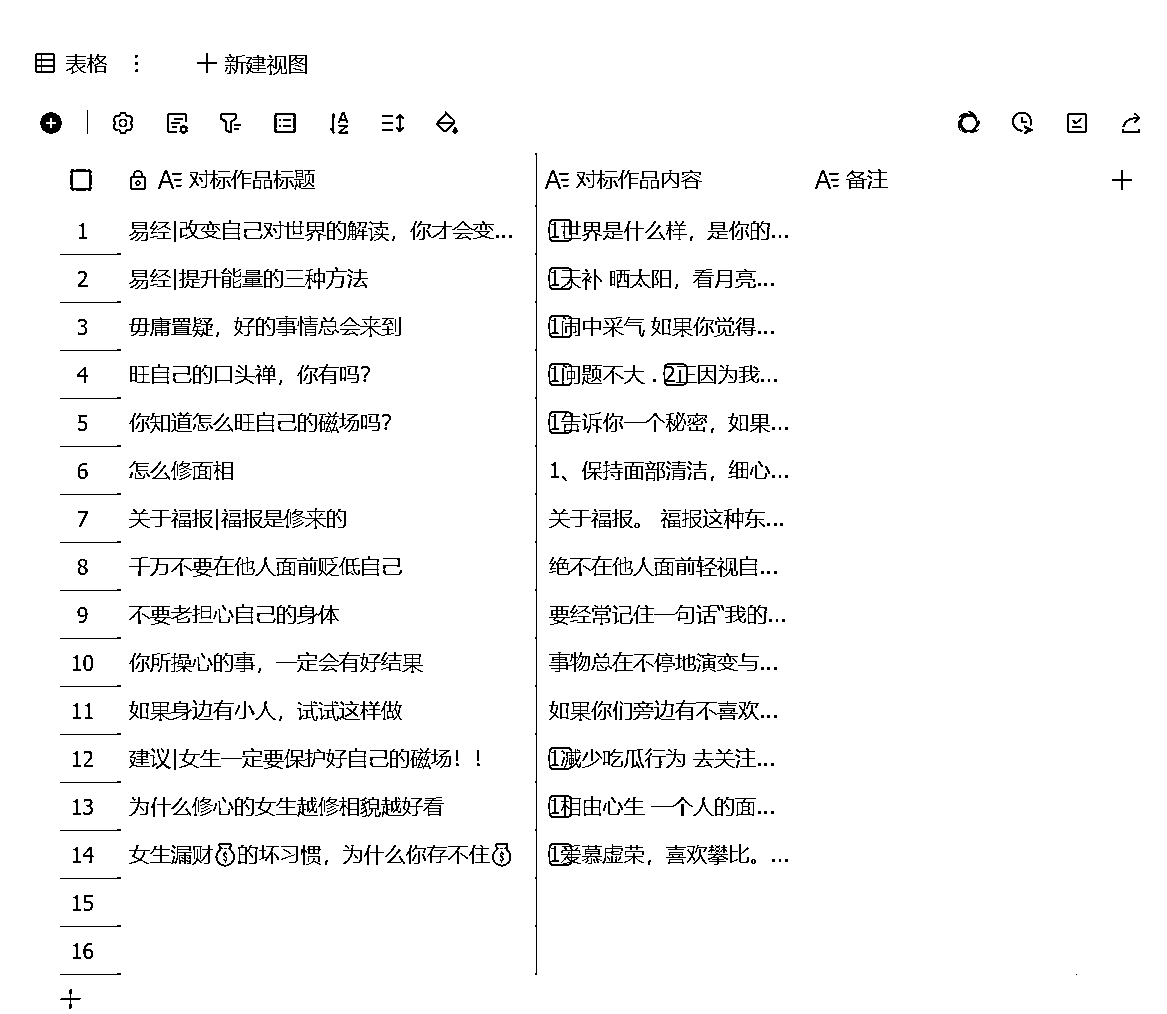 表格 新建视图
对标作品标题 对标作品内容 备注
1 易经|改变自己对世界的解读，你才会变... 1世界是什么样，是你的...
2 易经|提升能量的三种方法 1天补 晒太阳，看月亮...
3 毋庸置疑，好的事情总会来到 1闹中采气 如果你觉得...
4 旺自己的口头禅，你有吗？ 1问题不大 . 2正因为我...
5 你知道怎么旺自己的磁场吗？ 1告诉你一个秘密，如果...
6 怎么修面相 1、保持面部清洁，细心...
7 关于福报|福报是修来的 关于福报。 福报这种东...
8 千万不要在他人面前贬低自己 绝不在他人面前轻视自...
9 不要老担心自己的身体 要经常记住一句话“我的...
10 你所操心的事，一定会有好结果 事物总在不停地演变与...
11 如果身边有小人，试试这样做 如果你们旁边有不喜欢...
12 建议|女生一定要保护好自己的磁场！！ 1减少吃瓜行为 去关注...
13 为什么修心的女生越修相貌越好看 1相由心生 一个人的面...
14 女生漏财💰的坏习惯，为什么你存不住💰 1爱慕虚荣，喜欢攀比。...
15
16